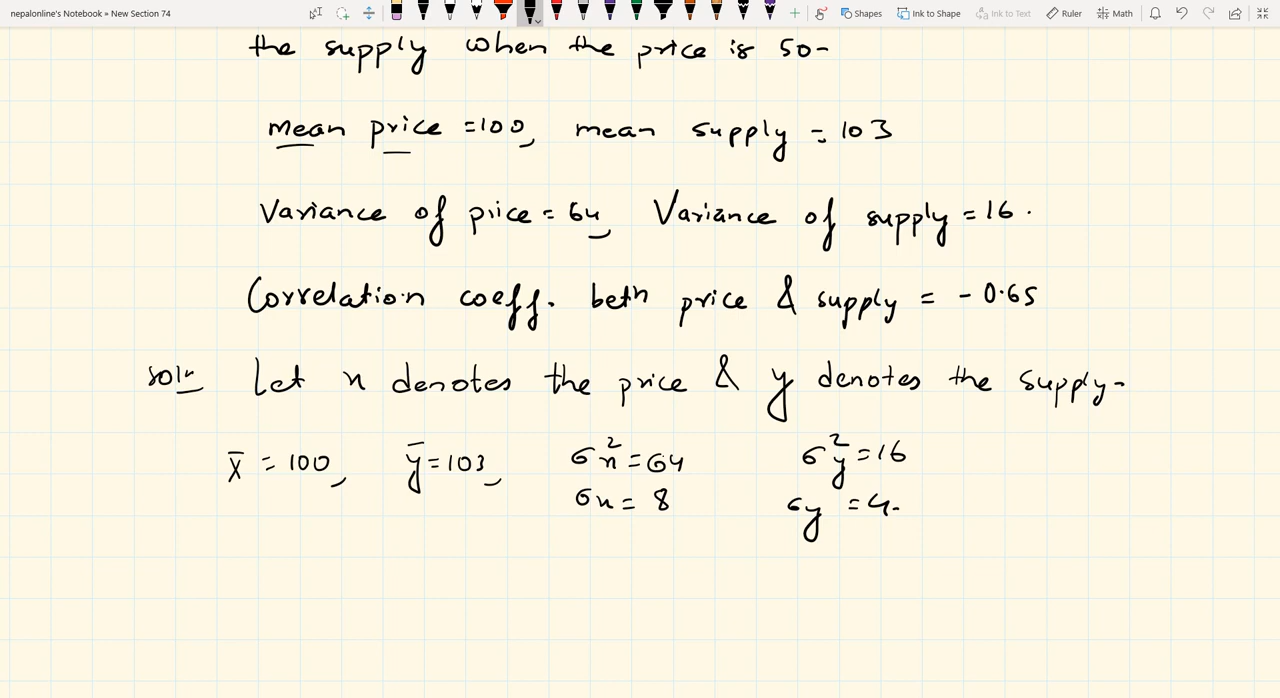 nepalonline's Notebook » New Section 74
Shapes Ink to Shape Ink to Text Ruler Math
the supply when the price is 50-
mean price =100, mean supply = 103
Variance of price = 64, Variance of supply = 16.
Correlation coeff. betn price & supply = - 0.65
soln Let x denotes the price & y denotes the supply-
x̄ = 100, ȳ = 103, σ²x = 64 σ²y = 16
σx = 8 σy = 4.